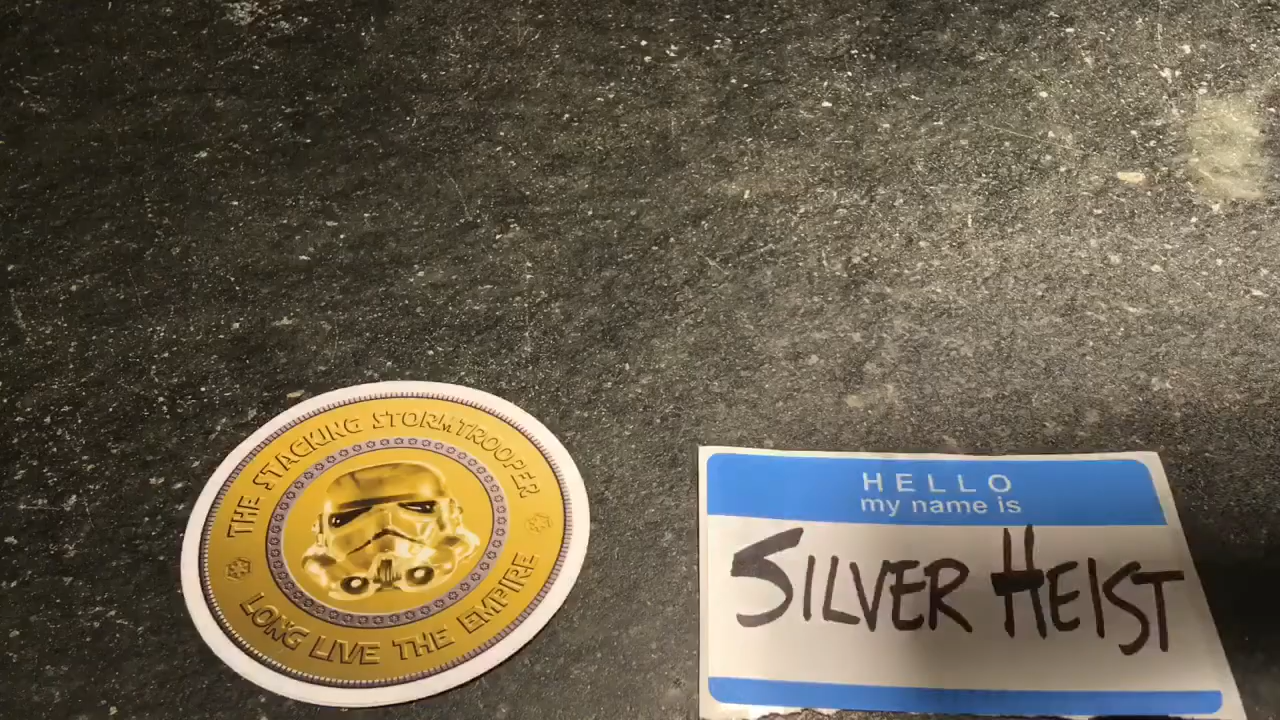 THE STACKING STORMTROOPER
LONG LIVE THE EMPIRE
HELLO
my name is
SILVER HEIST